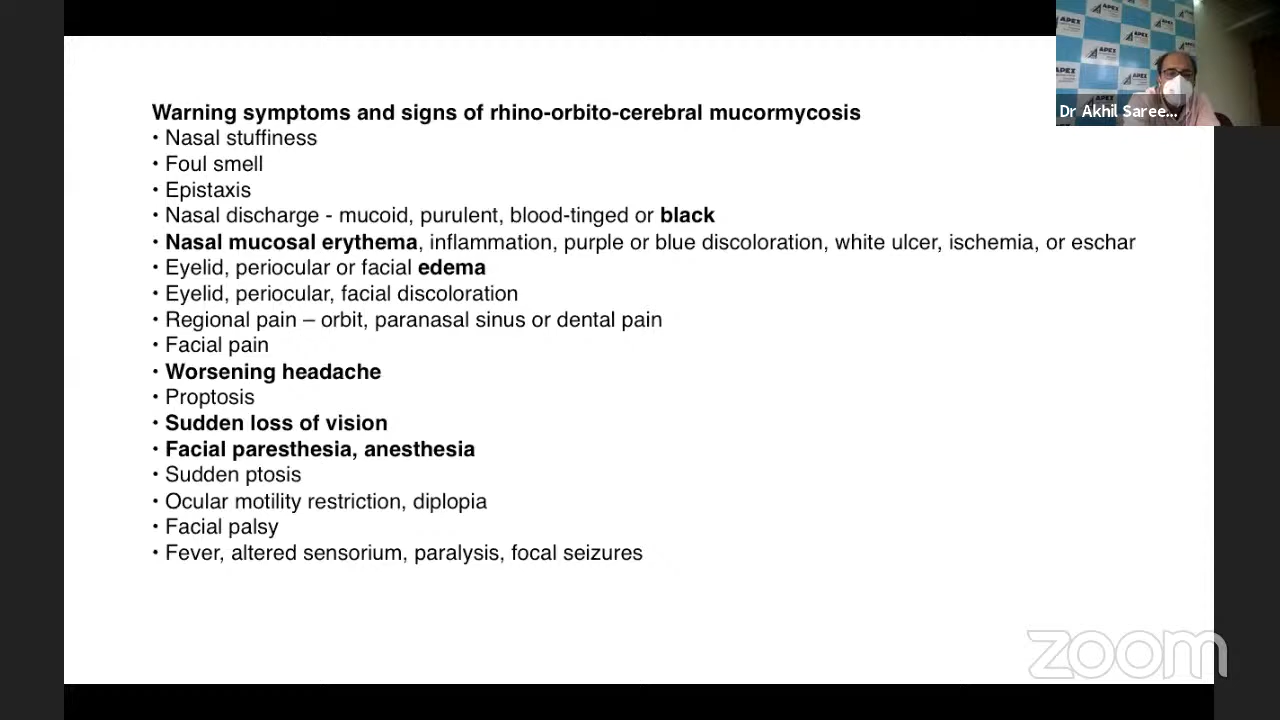 Warning symptoms and signs of rhino-orbito-cerebral mucormycosis
• Nasal stuffiness
• Foul smell
• Epistaxis
• Nasal discharge - mucoid, purulent, blood-tinged or black
• Nasal mucosal erythema, inflammation, purple or blue discoloration, white ulcer, ischemia, or eschar
• Eyelid, periocular or facial edema
• Eyelid, periocular, facial discoloration
• Regional pain – orbit, paranasal sinus or dental pain
• Facial pain
• Worsening headache
• Proptosis
• Sudden loss of vision
• Facial paresthesia, anesthesia
• Sudden ptosis
• Ocular motility restriction, diplopia
• Facial palsy
• Fever, altered sensorium, paralysis, focal seizures
APEX
APEX
APEX
APEX
Dr Akhil Saree...
zoom